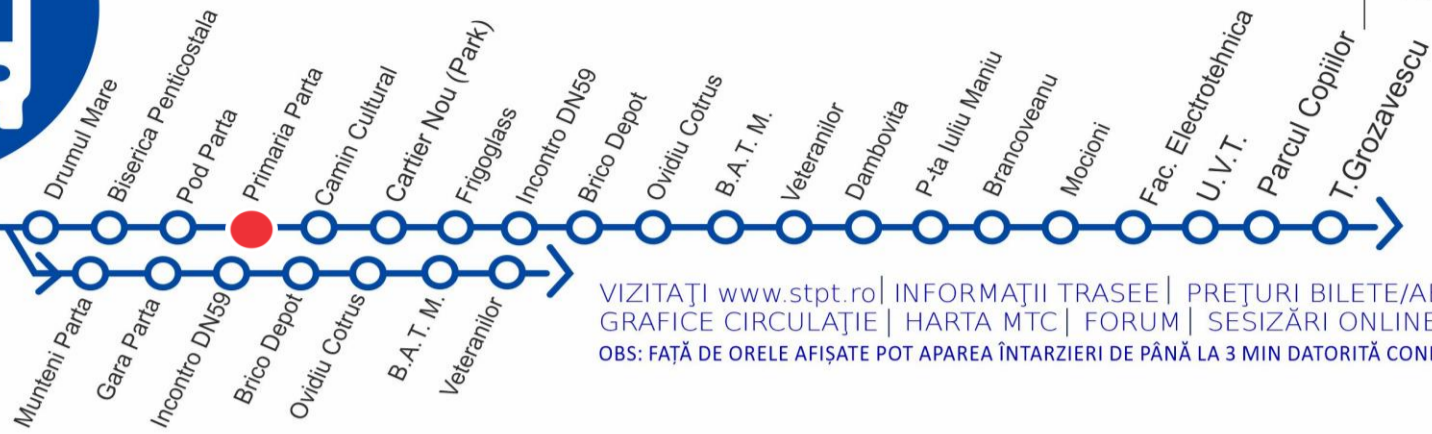 Drumul Mare
Biserica Penticostala
Pod Parta
Primaria Parta
Camin Cultural
Cartier Nou (Park)
Frigoglass
Incontro DN59
Brico Depot
Ovidiu Cotrus
B.A.T. M.
Veteranilor
Dambovita
P-ta Iuliu Maniu
Brancoveanu
Mocioni
Fac. Electrotehnica
U.V.T.
Parcul Copiilor
T.Grozavescu
Munteni Parta
Gara Parta
Incontro DN59
Brico Depot
Ovidiu Cotrus
B.A.T. M.
Veteranilor
VIZITAŢI www.stpt.ro| INFORMAŢII TRASEE| PREŢURI BILETE/
GRAFICE CIRCULAŢIE| HARTA MTC| FORUM| SESIZĂRI ONLINE
OBS: FAȚĂ DE ORELE AFIȘATE POT APAREA ÎNTARZIERI DE PÂNĂ LA 3 MIN DATORITĂ